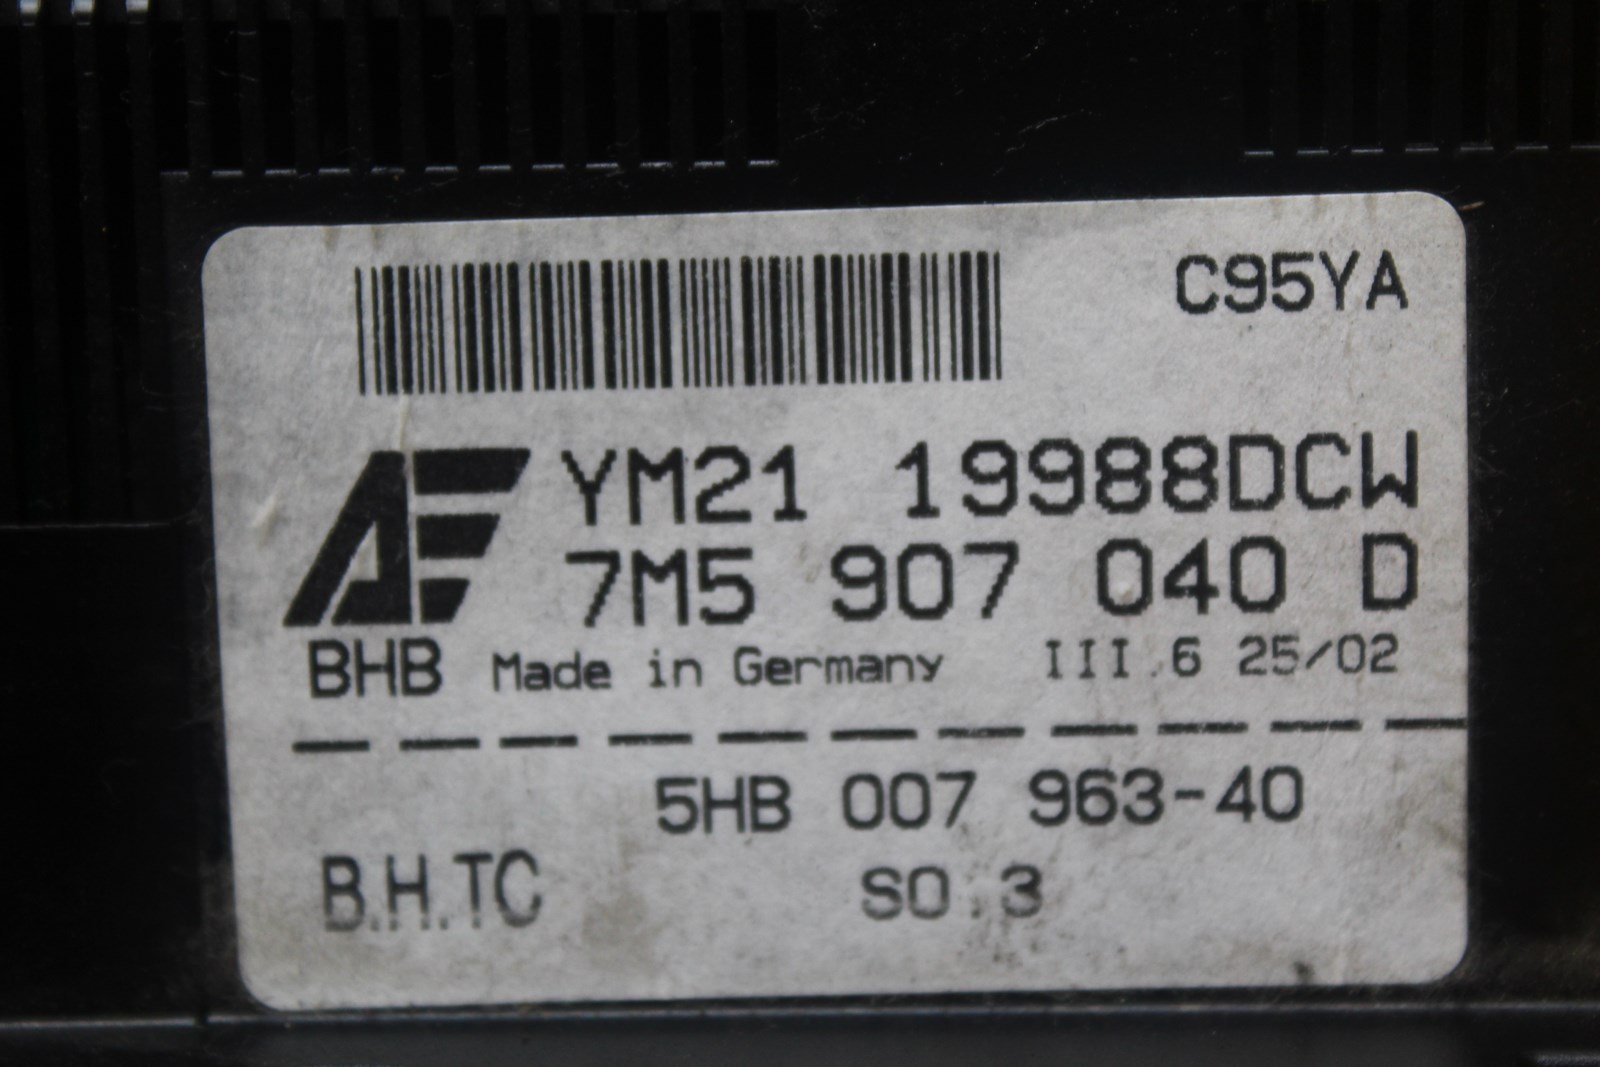 C95YA
AE YM21 19988DCW
7M5 907 040 D
BHB Made in Germany III.6 25/02
5HB 007 963-40
B.H.TC SO.3